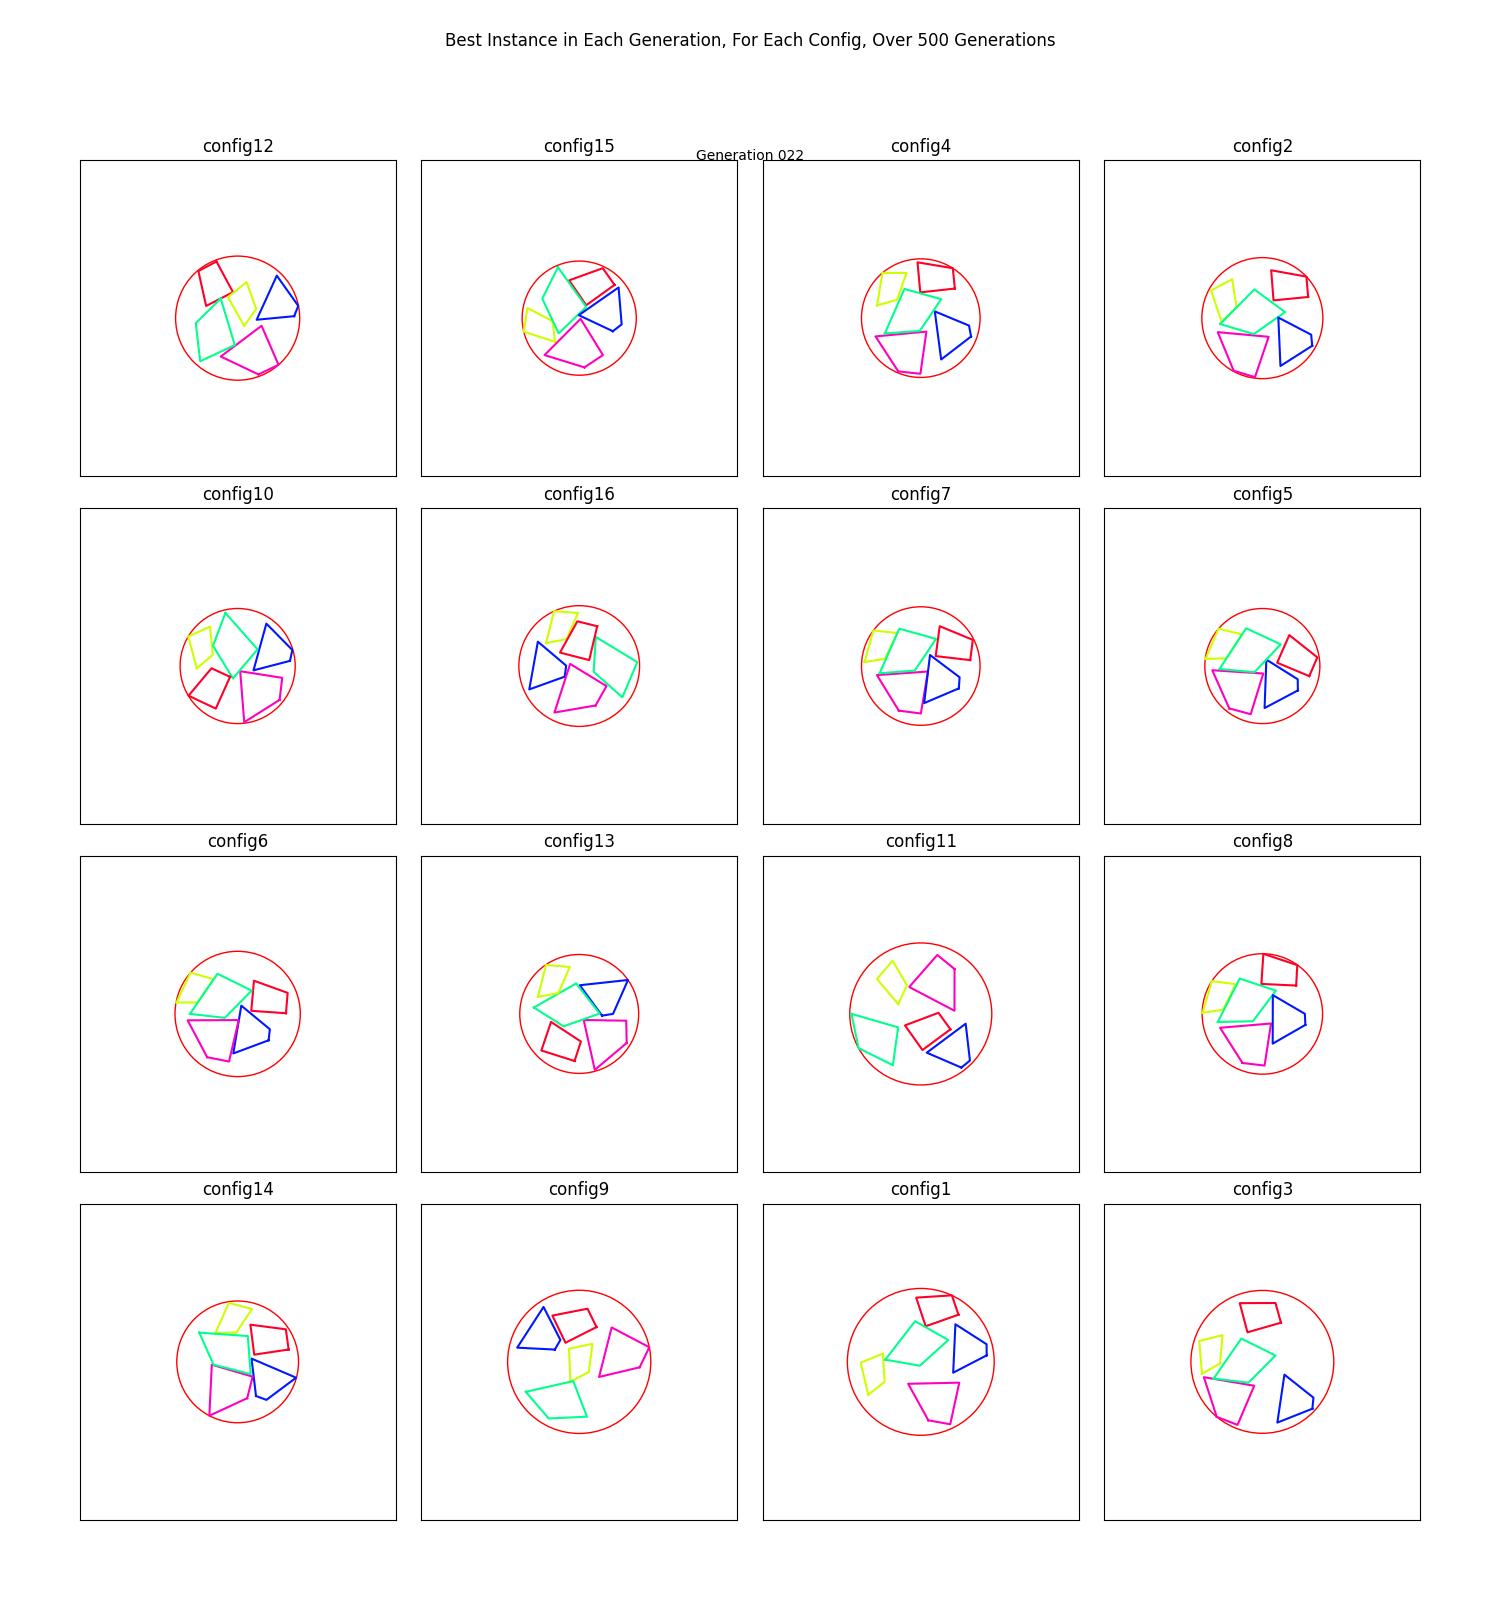 Best Instance in Each Generation, For Each Config, Over 500 Generations
Generation 022
config12
config15
config4
config2
config10
config16
config7
config5
config6
config13
config11
config8
config14
config9
config1
config3